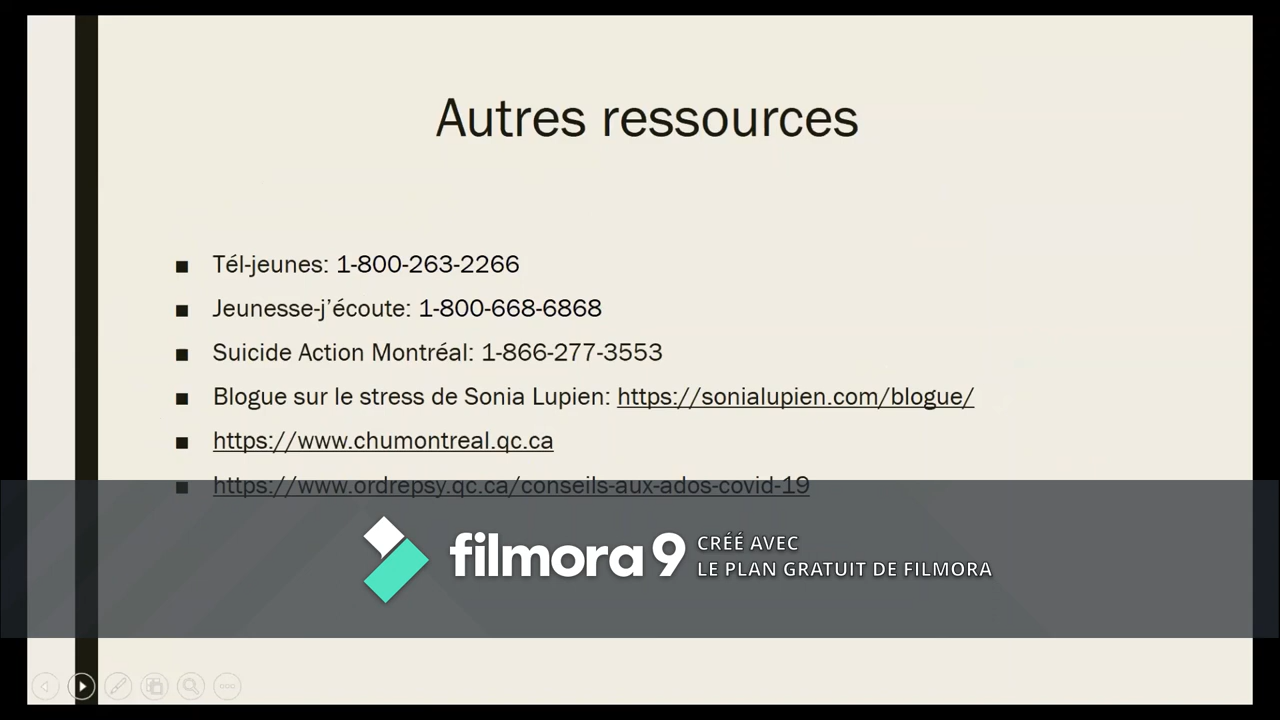 Autres ressources
■ Tél-jeunes: 1-800-263-2266
■ Jeunesse-j’écoute: 1-800-668-6868
■ Suicide Action Montréal: 1-866-277-3553
■ Blogue sur le stress de Sonia Lupien: https://sonialupien.com/blogue/
■ https://www.chumontreal.qc.ca
■ https://www.ordrepsy.qc.ca/conseils-aux-ados-covid-19
filmora 9 CRÉÉ AVEC
LE PLAN GRATUIT DE FILMORA